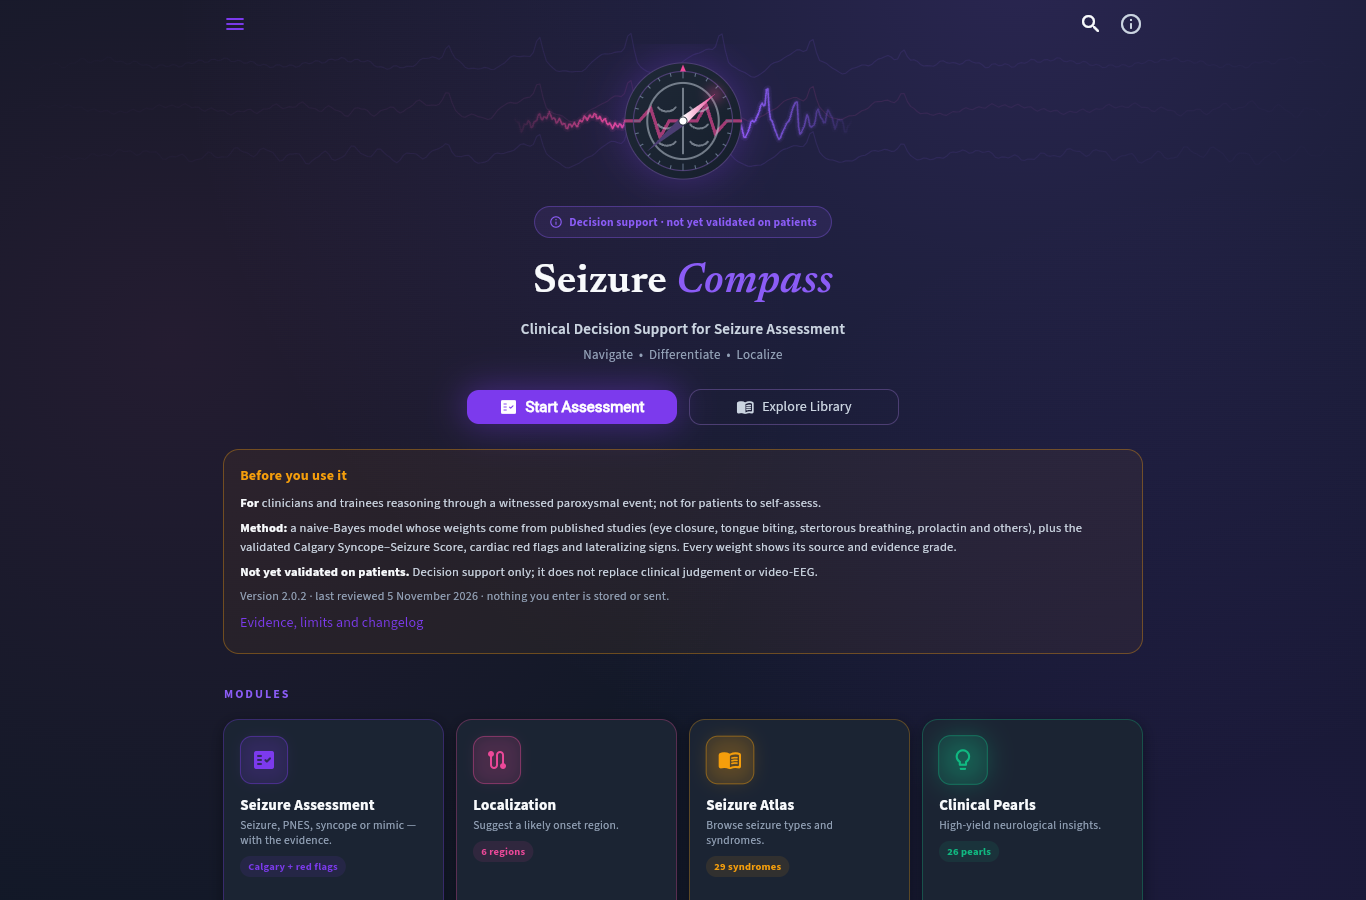 Decision support · not yet validated on patients
Seizure Compass
Clinical Decision Support for Seizure Assessment
Navigate • Differentiate • Localize
Start Assessment
Explore Library
Before you use it
For clinicians and trainees reasoning through a witnessed paroxysmal event; not for patients to self-assess.
Method: a naive-Bayes model whose weights come from published studies (eye closure, tongue biting, stertorous breathing, prolactin and others), plus the
validated Calgary Syncope–Seizure Score, cardiac red flags and lateralizing signs. Every weight shows its source and evidence grade.
Not yet validated on patients. Decision support only; it does not replace clinical judgement or video-EEG.
Version 2.0.2 · last reviewed 5 November 2026 · nothing you enter is stored or sent.
Evidence, limits and changelog
MODULES
Seizure Assessment
Seizure, PNES, syncope or mimic —
with the evidence.
Calgary + red flags
Localization
Suggest a likely onset region.
6 regions
Seizure Atlas
Browse seizure types and
syndromes.
29 syndromes
Clinical Pearls
High-yield neurological insights.
26 pearls